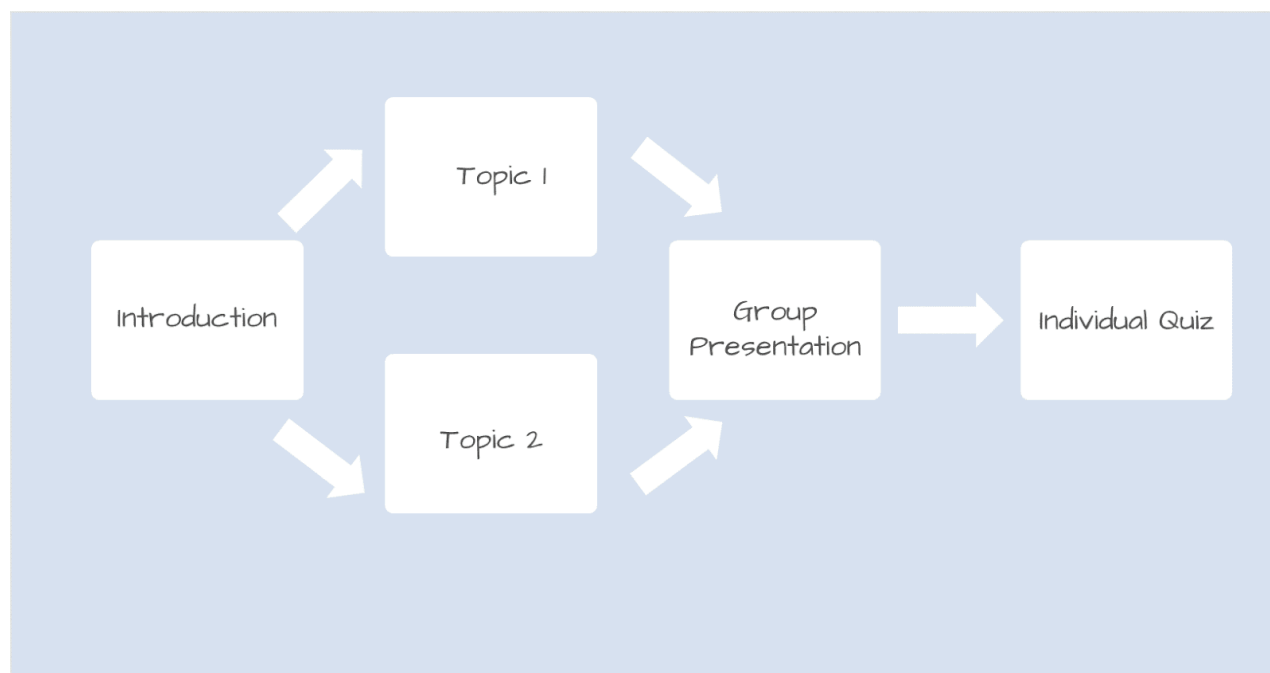 Introduction
Topic 1
Topic 2
Group
Presentation
Individual Quiz